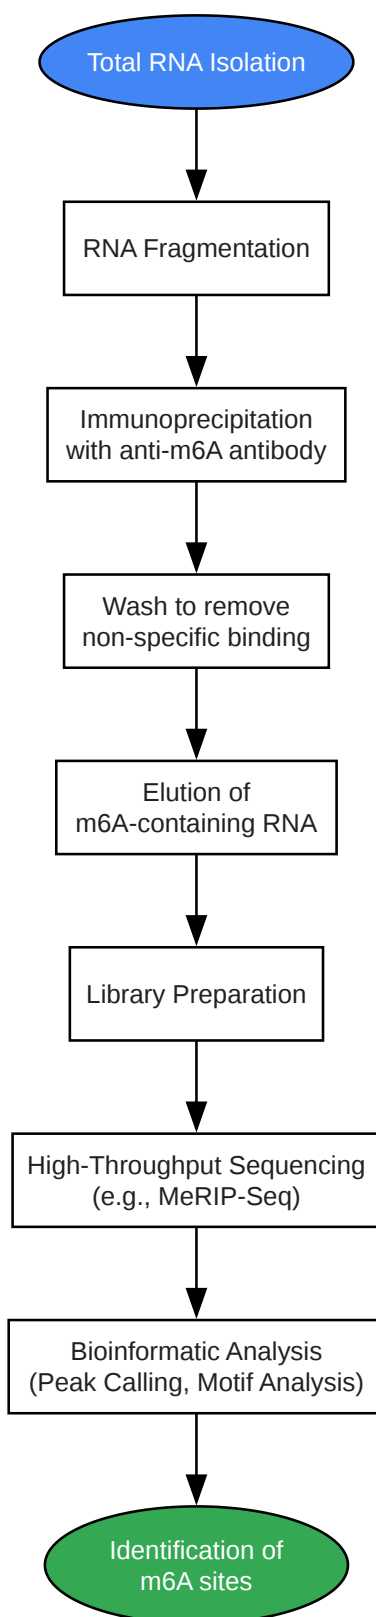 Total RNA Isolation
RNA Fragmentation
Immunoprecipitation
with anti-m6A antibody
Wash to remove
non-specific binding
Elution of
m6A-containing RNA
Library Preparation
High-Throughput Sequencing
(e.g., MeRIP-Seq)
Bioinformatic Analysis
(Peak Calling, Motif Analysis)
Identification of
m6A sites